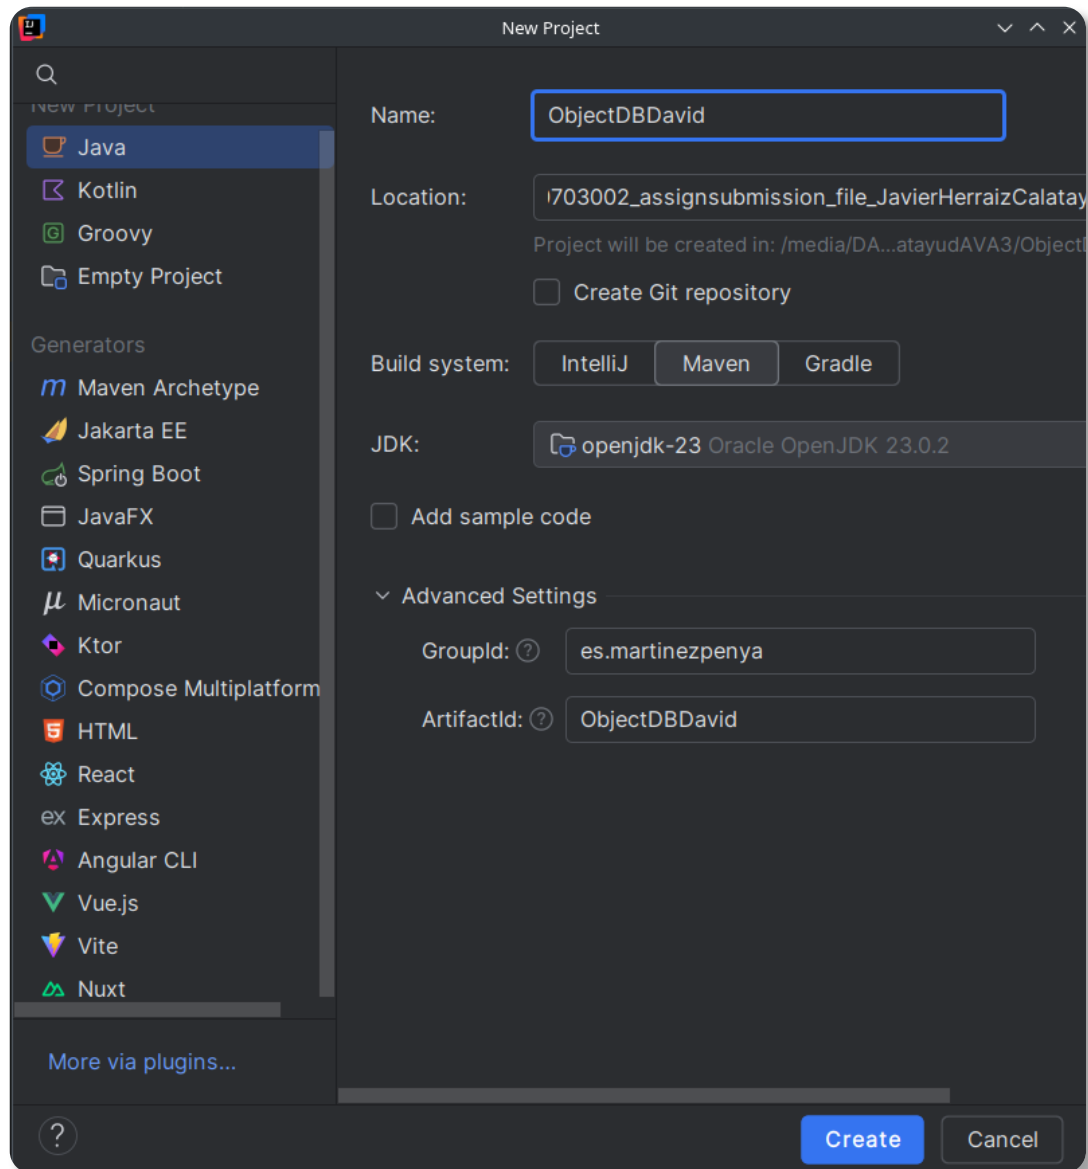 New Project
New Project
Java
Kotlin
Groovy
Empty Project
Generators
Maven Archetype
Jakarta EE
Spring Boot
JavaFX
Quarkus
Micronaut
Ktor
Compose Multiplatform
HTML
React
ex Express
Angular CLI
Vue.js
Vite
Nuxt
More via plugins...
Name: ObjectDBDavid
Location: 703002_assignsubmission_file_JavierHerraizCalatay
Project will be created in: /media/DA...atayudAVA3/Object
Create Git repository
Build system: IntelliJ Maven Gradle
JDK: openjdk-23 Oracle OpenJDK 23.0.2
Add sample code
Advanced Settings
GroupId: ? es.martinezpenya
ArtifactId: ? ObjectDBDavid
? Create Cancel